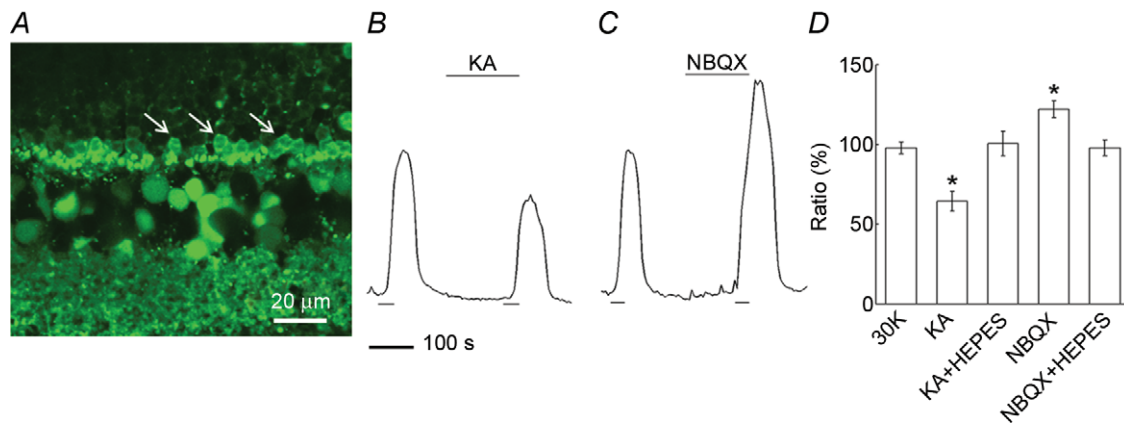 A
B
C
D
KA
NBQX
20 μm
100 s
Ratio (%)
150
100
50
0
*
*
30K
KA
KA+HEPES
NBQX
NBQX+HEPES